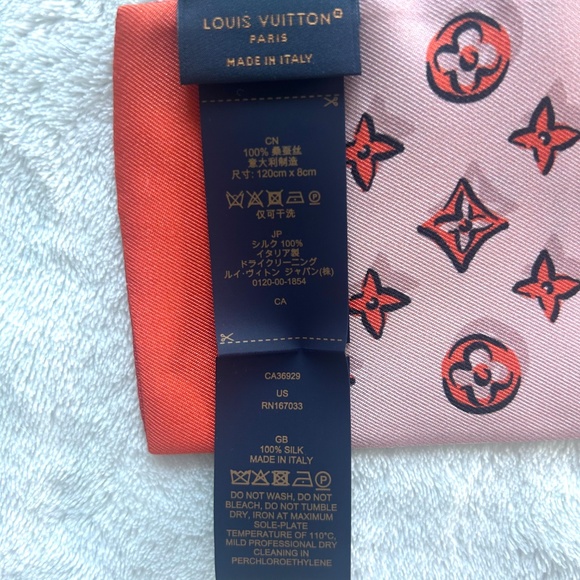 LOUIS VUITTON
PARIS
MADE IN ITALY
CN
100% 桑蚕丝
意大利制造
尺寸: 120cm x 8cm
仅可干洗
JP
シルク 100%
イタリア製
ドライクリーニング
ルイ·ヴィトン ジャパン(株)
0120-00-1854
CA
CA36929
US
RN167033
GB
100% SILK
MADE IN ITALY
DO NOT WASH, DO NOT
BLEACH, DO NOT TUMBLE
DRY, IRON AT MAXIMUM
SOLE-PLATE
TEMPERATURE OF 110°C,
MILD PROFESSIONAL DRY
CLEANING IN
PERCHLOROETHYLENE